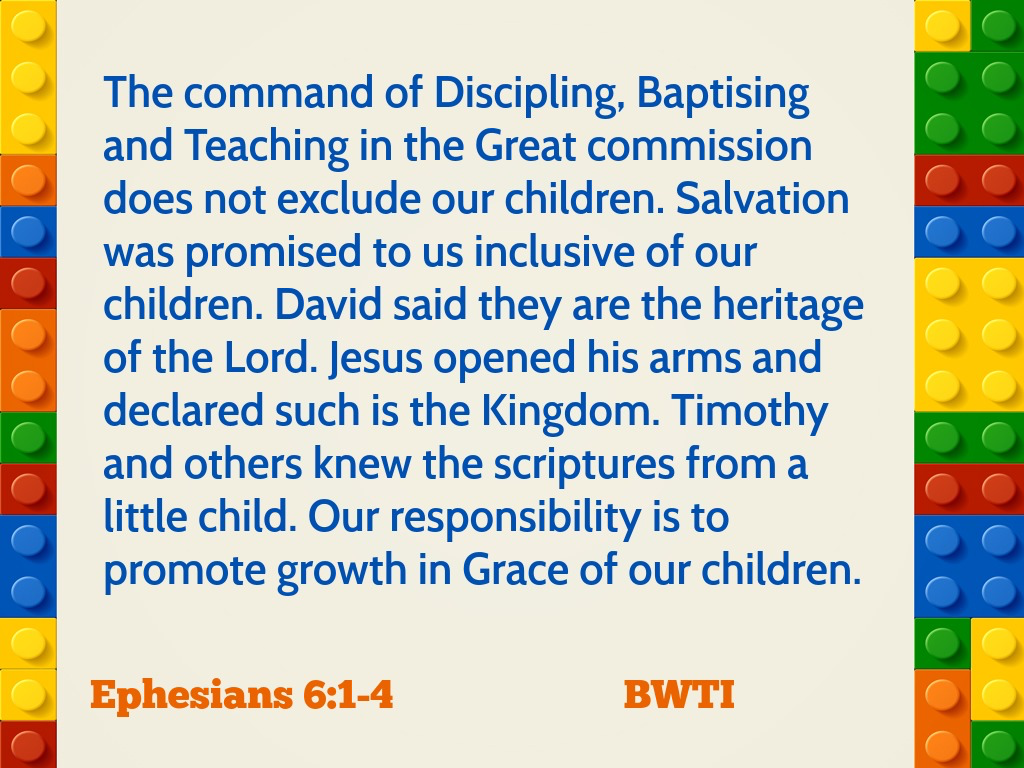 The command of Discipling, Baptising
and Teaching in the Great commission
does not exclude our children. Salvation
was promised to us inclusive of our
children. David said they are the heritage
of the Lord. Jesus opened his arms and
declared such is the Kingdom. Timothy
and others knew the scriptures from a
little child. Our responsibility is to
promote growth in Grace of our children.
Ephesians 6:1-4 BWTI